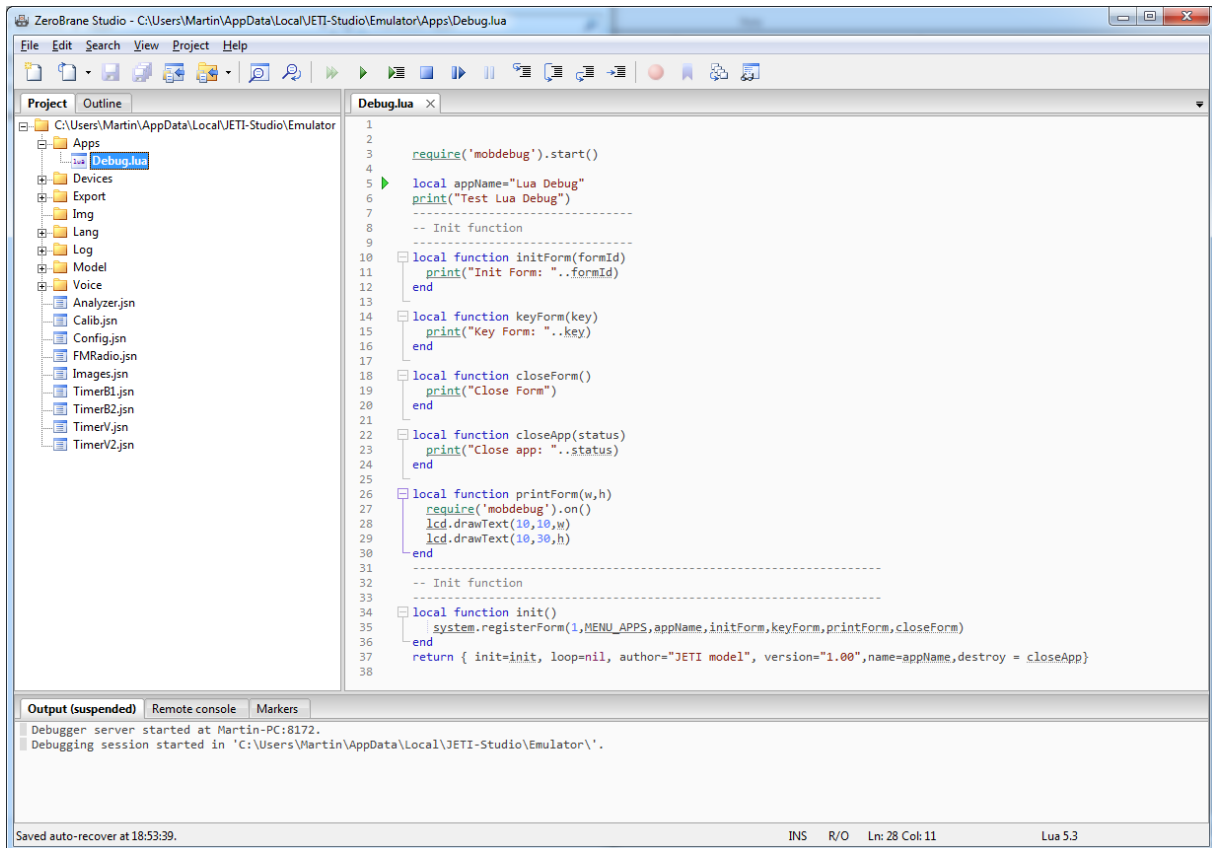 ZeroBrane Studio - C:\Users\Martin\AppData\Local\JETI-Studio\Emulator\Apps\Debug.lua
File Edit Search View Project Help
Project Outline
C:\Users\Martin\AppData\Local\JETI-Studio\Emulator
Apps
lua Debug.lua
Devices
Export
Img
Lang
Log
Model
Voice
Analyzer.jsn
Calib.jsn
Config.jsn
FMRadio.jsn
Images.jsn
TimerB1.jsn
TimerB2.jsn
TimerV.jsn
TimerV2.jsn
Debug.lua
1
2
3 require('mobdebug').start()
4
5 local appName="Lua Debug"
6 print("Test Lua Debug")
7 --------------------------------
8 -- Init function
9 --------------------------------
10 local function initForm(formId)
11 print("Init Form: "..formId)
12 end
13
14 local function keyForm(key)
15 print("Key Form: "..key)
16 end
17
18 local function closeForm()
19 print("Close Form")
20 end
21
22 local function closeApp(status)
23 print("Close app: "..status)
24 end
25
26 local function printForm(w,h)
27 require('mobdebug').on()
28 lcd.drawText(10,10,w)
29 lcd.drawText(10,30,h)
30 end
31 --------------------------------------------------------------------
32 -- Init function
33 --------------------------------------------------------------------
34 local function init()
35 system.registerForm(1,MENU_APPS,appName,initForm,keyForm,printForm,closeForm)
36 end
37 return { init=init, loop=nil, author="JETI model", version="1.00",name=appName,destroy = closeApp}
38
Output (suspended) Remote console Markers
Debugger server started at Martin-PC:8172.
Debugging session started in 'C:\Users\Martin\AppData\Local\JETI-Studio\Emulator\'.
Saved auto-recover at 18:53:39. INS R/O Ln: 28 Col: 11 Lua 5.3